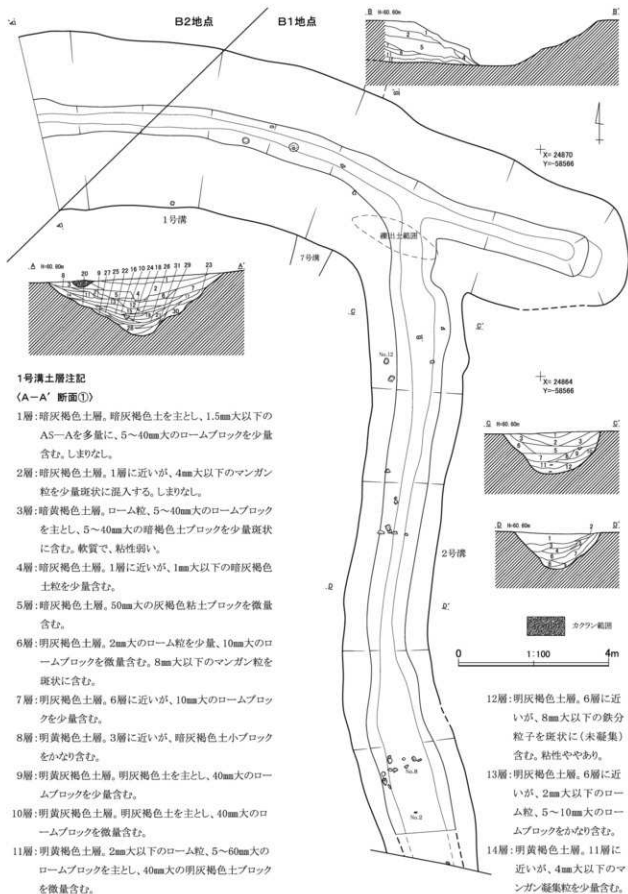 B2地点
B1地点
B H=60.60m B'
X= 24870
Y=-58566
1号溝
7号溝
礫出土範囲
A H=60.60m A'
No.12
X= 24864
Y=-58566
C H=60.60m C'
D H=60.60m D'
2号溝
カクラン範囲
0 1:100 4m
No.8
No.2
1号溝土層注記
〈A-A' 断面①〉
1層:暗灰褐色土層。暗灰褐色土を主とし、1.5㎜大以下の
AS―Aを多量に、5～40㎜大のロームブロックを少量
含む。しまりなし。
2層:暗灰褐色土層。1層に近いが、4㎜大以下のマンガン
粒を少量斑状に混入する。しまりなし。
3層:暗黄褐色土層。ローム粒、5～40㎜大のロームブロック
を主とし、5～40㎜大の暗褐色土ブロックを少量斑状
に含む。軟質で、粘性弱い。
4層:暗灰褐色土層。1層に近いが、1㎜大以下の暗灰褐色
土粒を少量含む。
5層:暗灰褐色土層。50㎜大の灰褐色粘土ブロックを微量
含む。
6層:明灰褐色土層。2㎜大のローム粒を少量、10㎜大のロ
ームブロックを微量含む。8㎜大以下のマンガン粒を
斑状に含む。
7層:明灰褐色土層。6層に近いが、10㎜大のロームブロッ
クを少量含む。
8層:明黄褐色土層。3層に近いが、暗灰褐色土小ブロック
をかなり含む。
9層:明黄灰褐色土層。明灰褐色土を主とし、40㎜大のロー
ムブロックを少量含む。
10層:明黄灰褐色土層。明灰褐色土を主とし、40㎜大のロ
ームブロックを微量含む。
11層:明黄褐色土層。2㎜大以下のローム粒、5～60㎜大の
ロームブロックを主とし、40㎜大の明灰褐色土ブロック
を微量含む。
12層:明灰褐色土層。6層に近
いが、8㎜大以下の鉄分
粒子を斑状に(未凝集)
含む。粘性ややあり。
13層:明灰褐色土層。6層に近
いが、2㎜大以下のロー
ム粒、5～10㎜大のロー
ムブロックをかなり含む。
14層:明黄褐色土層。11層に
近いが、4㎜大以下のマ
ンガン凝集粒を少量含む。